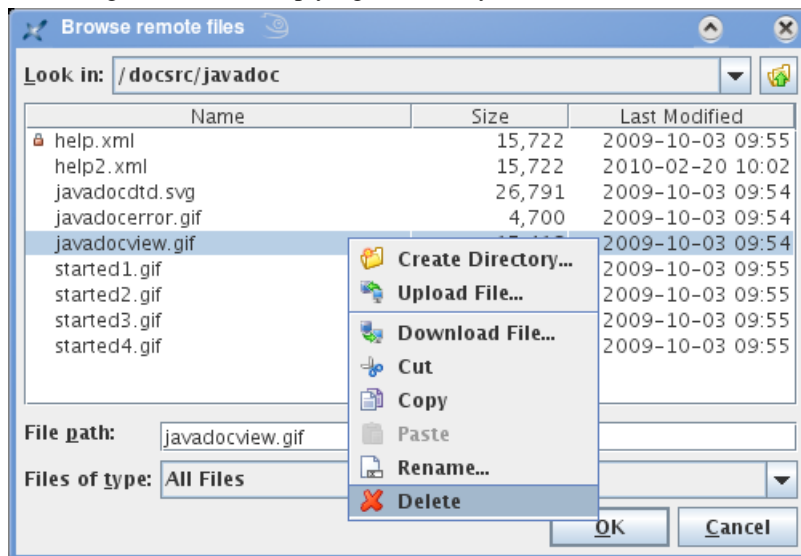 Browse remote files
Look in: /docsrc/javadoc
Name Size Last Modified
help.xml 15,722 2009-10-03 09:55
help2.xml 15,722 2010-02-20 10:02
javadocdtd.svg 26,791 2009-10-03 09:54
javadocerror.gif 4,700 2009-10-03 09:54
javadocview.gif 2009-10-03 09:54
started1.gif 2009-10-03 09:55
started2.gif 2009-10-03 09:55
started3.gif 2009-10-03 09:55
started4.gif 2009-10-03 09:55
Create Directory...
Upload File...
Download File...
Cut
Copy
Paste
Rename...
Delete
File path: javadocview.gif
Files of type: All Files
OK Cancel